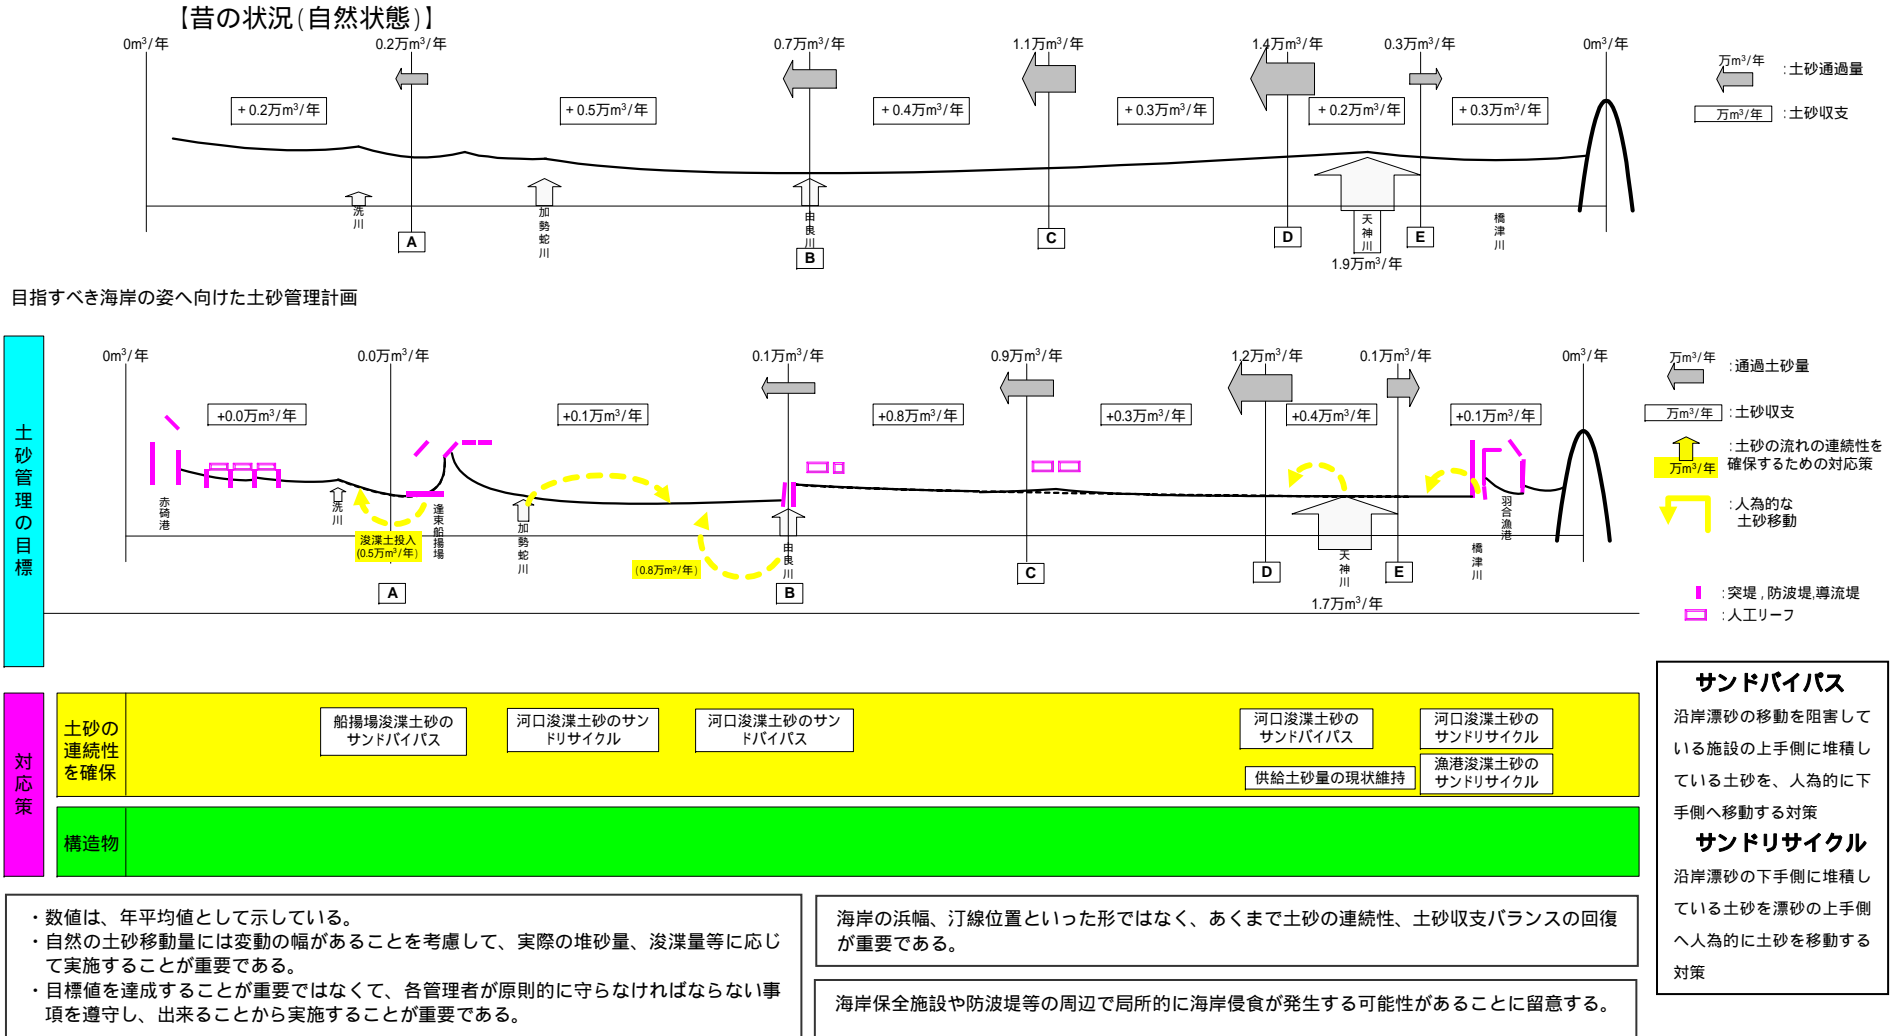 【昔の状況(自然状態)】
0m³/年
0.2万m³/年
0.7万m³/年
1.1万m³/年
1.4万m³/年
0.3万m³/年
0m³/年
万m³/年
:土砂通過量
+0.2万m³/年
+0.5万m³/年
+0.4万m³/年
+0.3万m³/年
+0.2万m³/年
+0.3万m³/年
万m³/年
:土砂収支
洗川
加勢蛇川
由良川
天神川
橋津川
A
B
C
D
E
1.9万m³/年
目指すべき海岸の姿へ向けた土砂管理計画
土砂管理の目標
0m³/年
0.0万m³/年
0.1万m³/年
0.9万m³/年
1.2万m³/年
0.1万m³/年
0m³/年
万m³/年
:通過土砂量
+0.0万m³/年
+0.1万m³/年
+0.8万m³/年
+0.3万m³/年
+0.4万m³/年
+0.1万m³/年
万m³/年
:土砂収支
万m³/年
:土砂の流れの連続性を
確保するための対応策
:人為的な
土砂移動
赤碕港
洗川
逢束船揚場
加勢蛇川
由良川
天神川
橋津川
羽合漁港
浚渫土投入
(0.5万m³/年)
(0.8万m³/年)
A
B
C
D
E
1.7万m³/年
:突堤,防波堤,導流堤
:人工リーフ
対応策
土砂の
連続性
を確保
船揚場浚渫土砂の
サンドバイパス
河口浚渫土砂のサン
ドリサイクル
河口浚渫土砂のサン
ドバイパス
河口浚渫土砂の
サンドバイパス
河口浚渫土砂の
サンドリサイクル
供給土砂量の現状維持
漁港浚渫土砂の
サンドリサイクル
構造物
サンドバイパス
沿岸漂砂の移動を阻害して
いる施設の上手側に堆積し
ている土砂を、人為的に下
手側へ移動する対策
サンドリサイクル
沿岸漂砂の下手側に堆積し
ている土砂を漂砂の上手側
へ人為的に土砂を移動する
対策
・数値は、年平均値として示している。
・自然の土砂移動量には変動の幅があることを考慮して、実際の堆砂量、浚渫量等に応じ
て実施することが重要である。
・目標値を達成することが重要ではなくて、各管理者が原則的に守らなければならない事
項を遵守し、出来ることから実施することが重要である。
海岸の浜幅、汀線位置といった形ではなく、あくまで土砂の連続性、土砂収支バランスの回復
が重要である。
海岸保全施設や防波堤等の周辺で局所的に海岸侵食が発生する可能性があることに留意する。